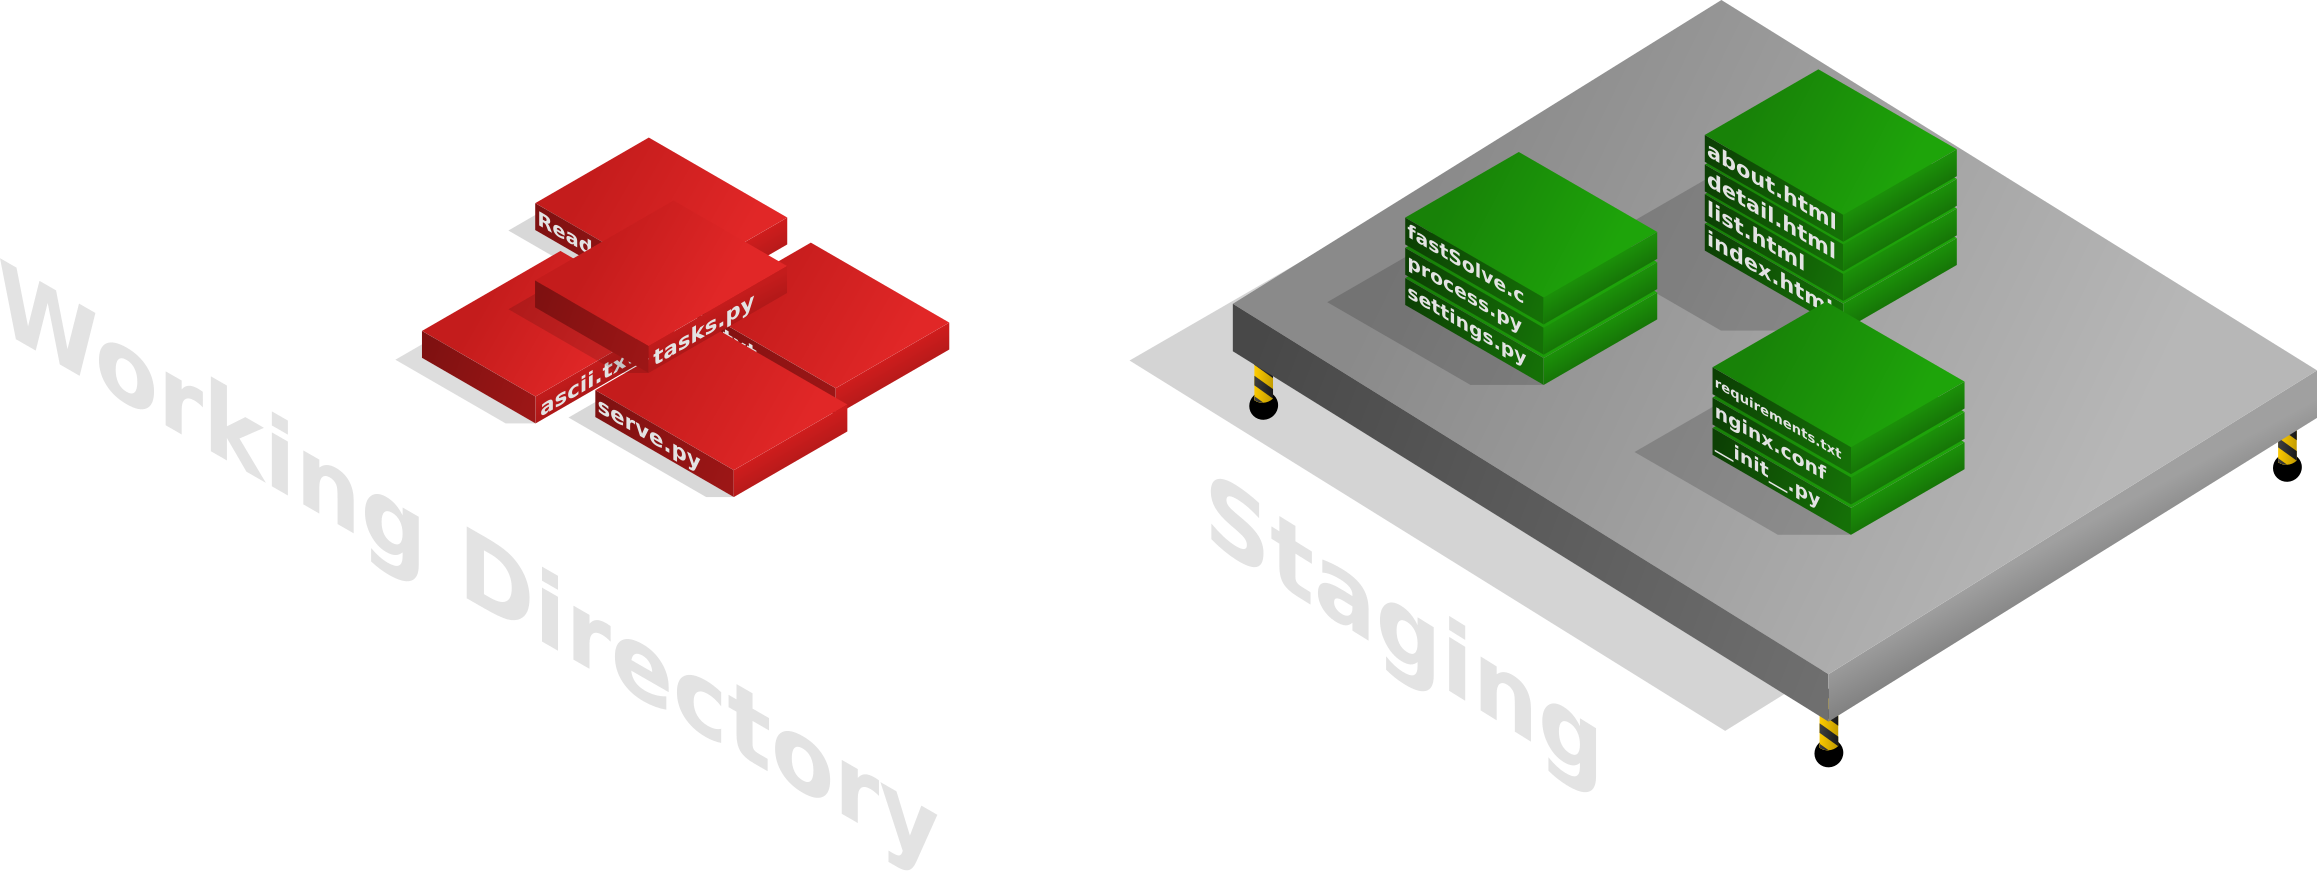 Working Directory
Read
tasks.py
ascii.tx
serve.py
Staging
about.html
detail.html
list.html
index.html
fastSolve.c
process.py
settings.py
requirements.txt
nginx.conf
__init__.py